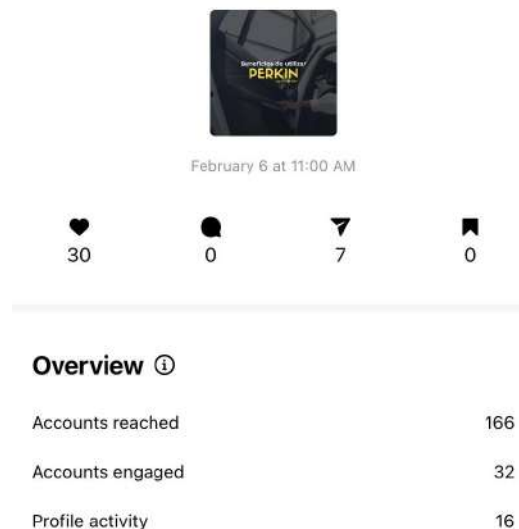 Beneficios de utilizar
PERKIN
February 6 at 11:00 AM
30 0 7 0
Overview
Accounts reached 166
Accounts engaged 32
Profile activity 16